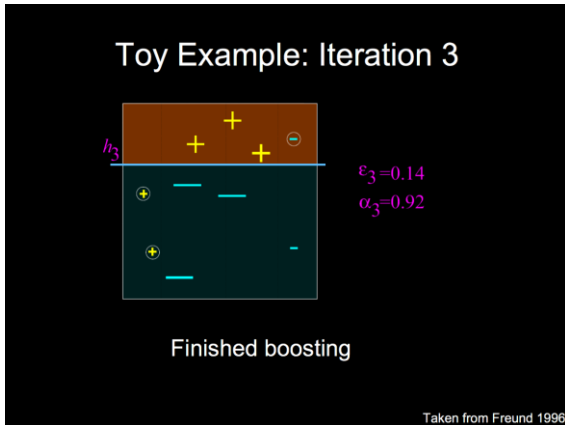 Toy Example: Iteration 3
h₃
ε₃=0.14
α₃=0.92
Finished boosting
Taken from Freund 1996